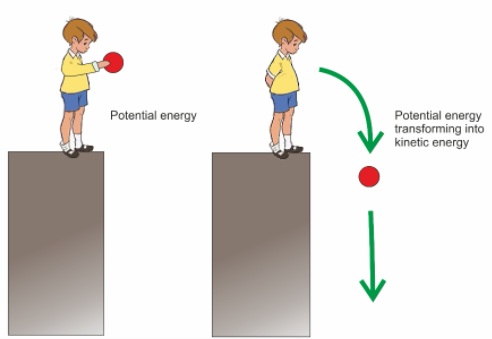 Potential energy
Potential energy
transforming into
kinetic energy